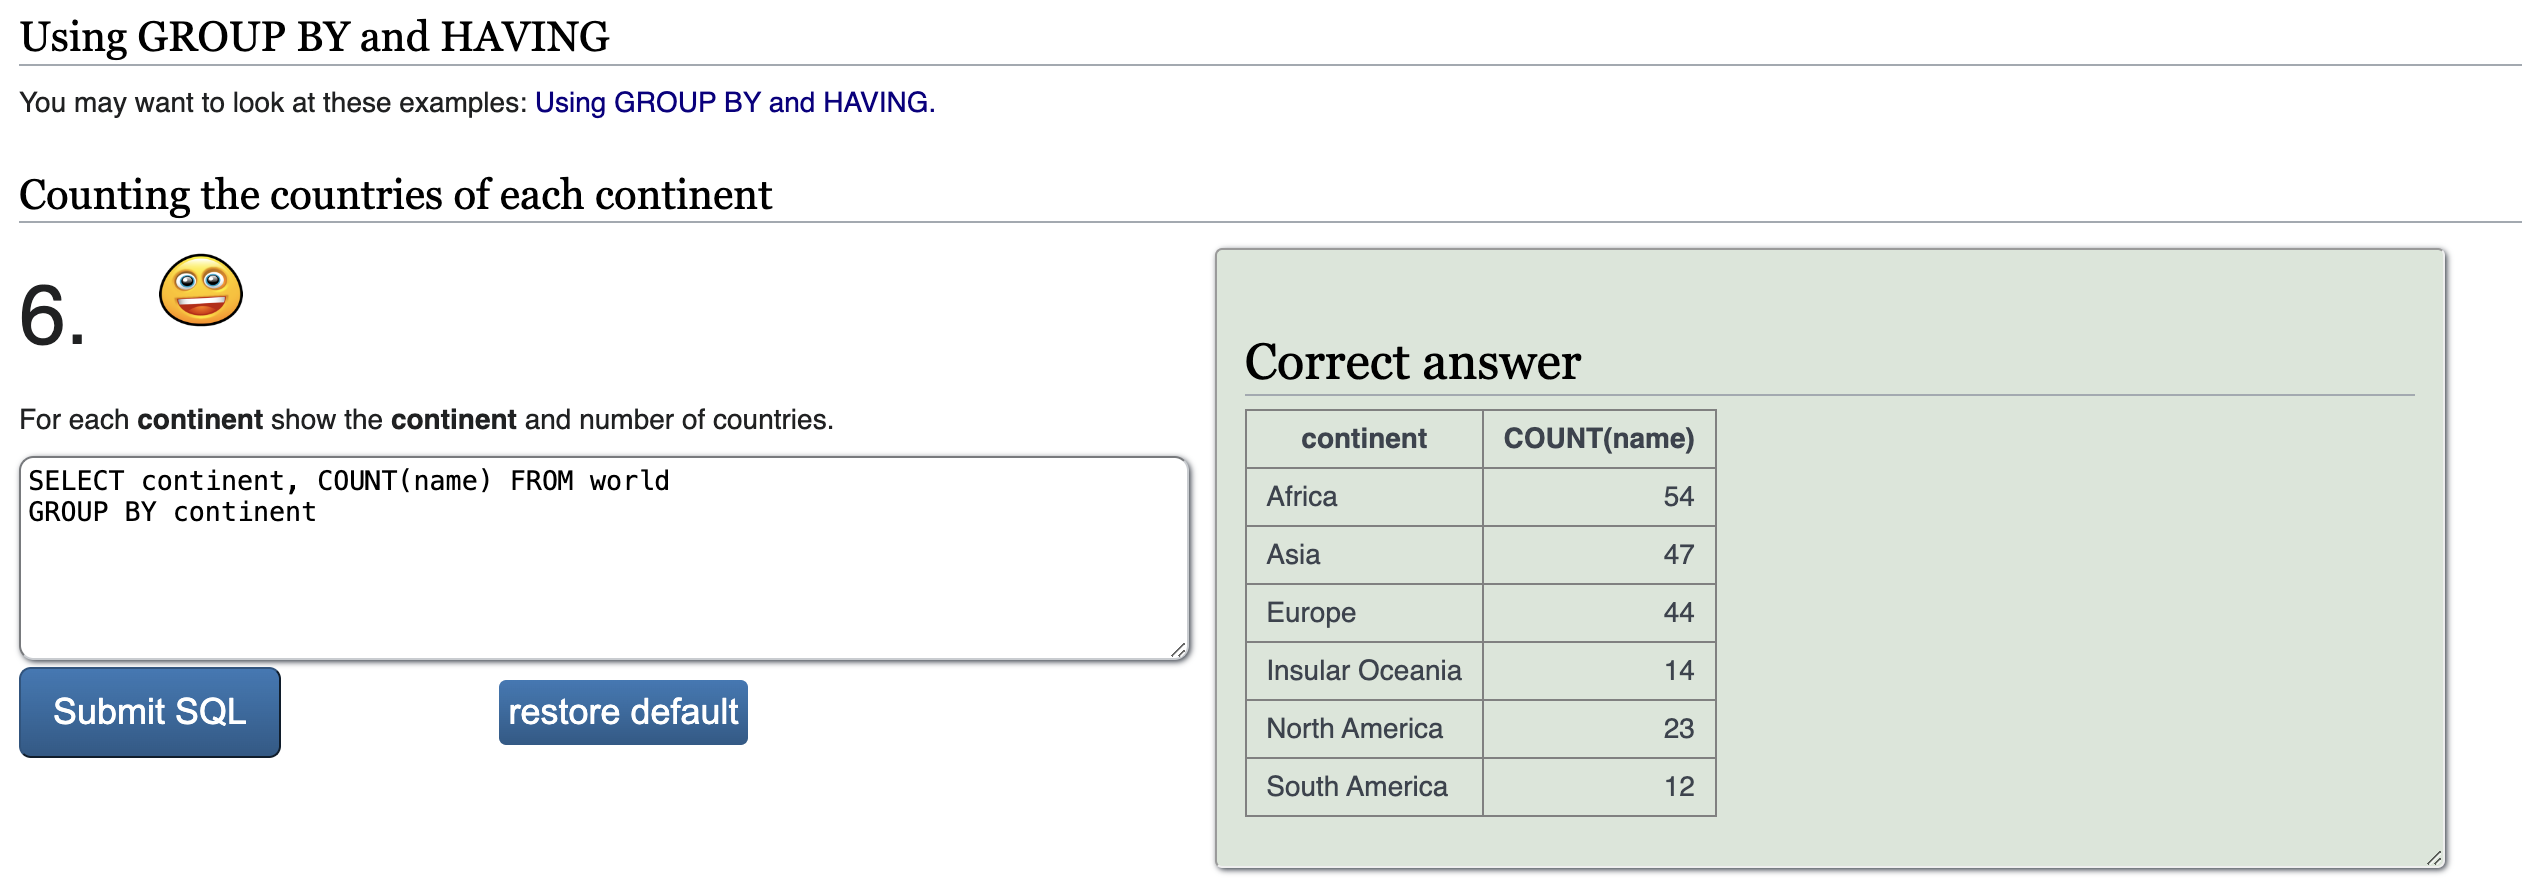 Using GROUP BY and HAVING
You may want to look at these examples: Using GROUP BY and HAVING.
Counting the countries of each continent
6.
For each continent show the continent and number of countries.
SELECT continent, COUNT(name) FROM world
GROUP BY continent
Submit SQL
restore default
Correct answer
continent COUNT(name)
Africa 54
Asia 47
Europe 44
Insular Oceania 14
North America 23
South America 12